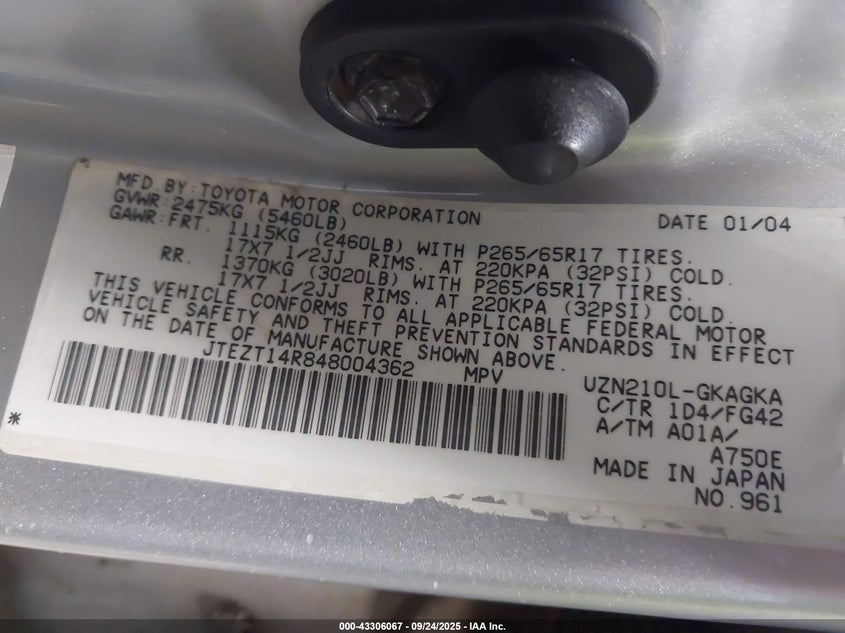 MFD.BY:TOYOTA MOTOR CORPORATION DATE 01/04
GVWR:2475KG (5460LB)
GAWR:FRT. 1115KG (2460LB) WITH P265/65R17 TIRES.
17X7 1/2JJ RIMS. AT 220KPA (32PSI) COLD.
RR. 1370KG (3020LB) WITH P265/65R17 TIRES.
17X7 1/2JJ RIMS. AT 220KPA (32PSI) COLD.
THIS VEHICLE CONFORMS TO ALL APPLICABLE FEDERAL MOTOR
VEHICLE SAFETY AND THEFT PREVENTION STANDARDS IN EFFECT
ON THE DATE OF MANUFACTURE SHOWN ABOVE.
JTEZT14R848004362 MPV
UZN210L-GKAGKA
C/TR 1D4/FG42
A/TM A01A/
A750E
MADE IN JAPAN
NO.961
000-43306067 - 09/24/2025 - IAA Inc.